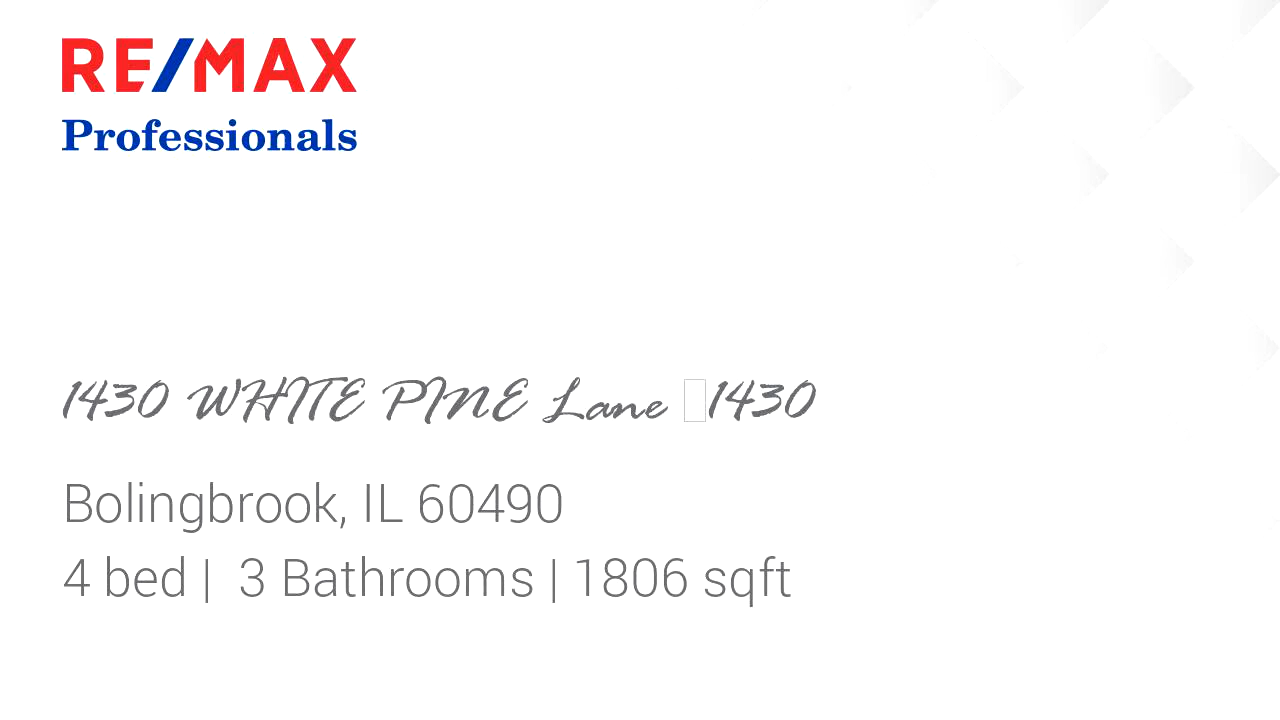 RE/MAX
Professionals
1430 WHITE PINE Lane 1430
Bolingbrook, IL 60490
4 bed | 3 Bathrooms | 1806 sqft